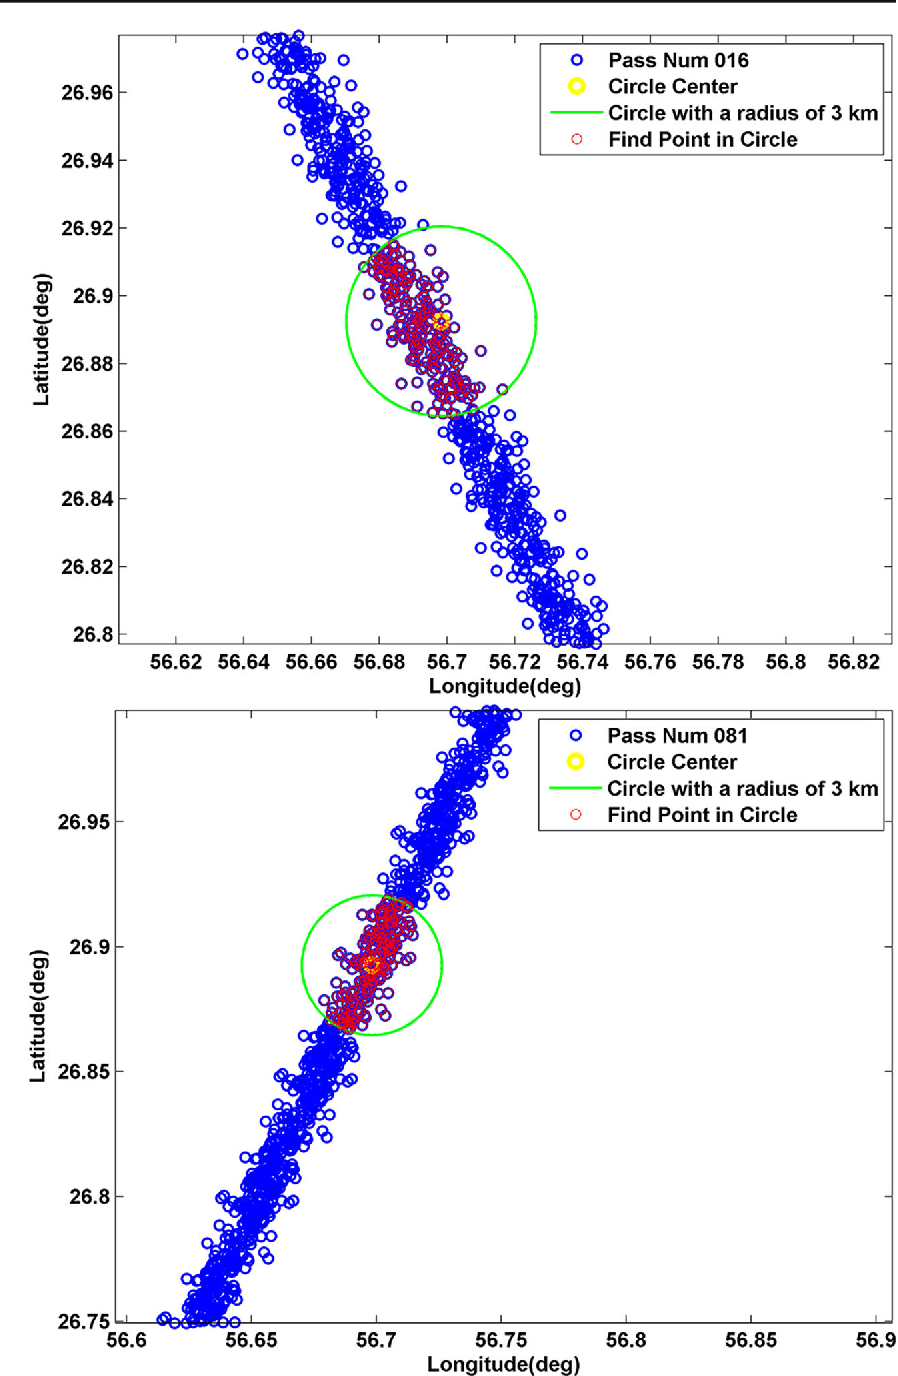 Pass Num 016
Circle Center
Circle with a radius of 3 km
Find Point in Circle
26.96
26.94
26.92
26.9
26.88
26.86
26.84
26.82
26.8
Latitude(deg)
56.62 56.64 56.66 56.68 56.7 56.72 56.74 56.76 56.78 56.8 56.82
Longitude(deg)
Pass Num 081
Circle Center
Circle with a radius of 3 km
Find Point in Circle
26.95
26.9
26.85
26.8
26.75
Latitude(deg)
56.6 56.65 56.7 56.75 56.8 56.85 56.9
Longitude(deg)